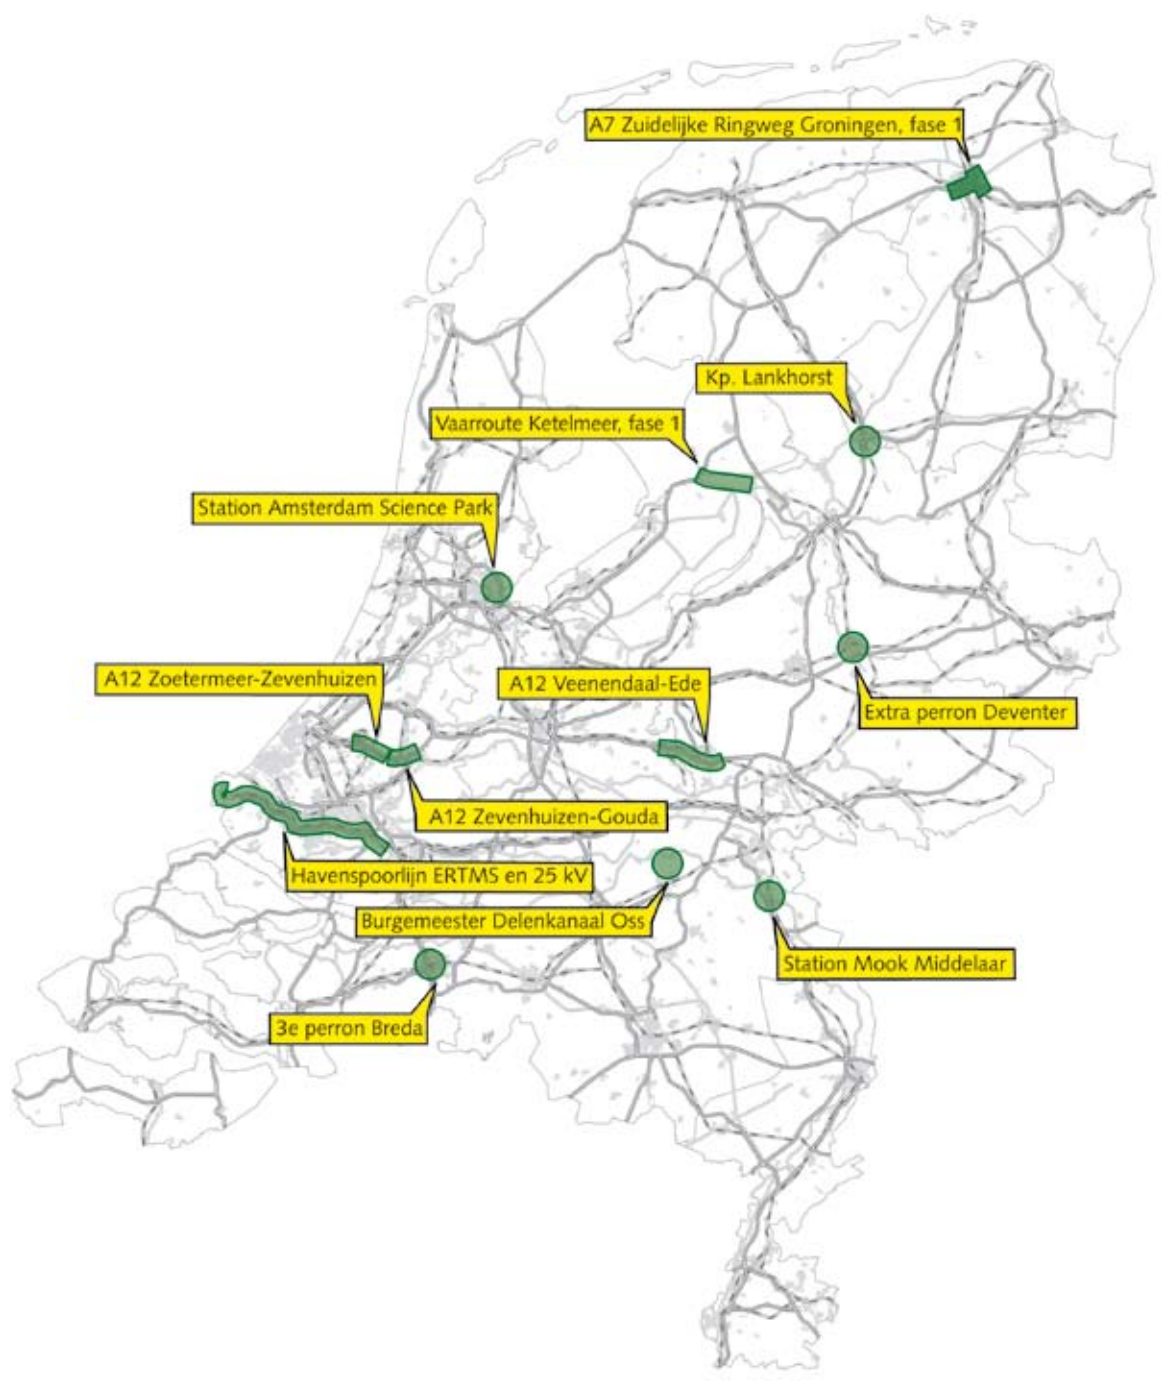 A7 Zuidelijke Ringweg Groningen, fase 1
Kp. Lankhorst
Vaarroute Ketelmeer, fase 1
Station Amsterdam Science Park
A12 Zoetermeer-Zevenhuizen
A12 Veenendaal-Ede
Extra perron Deventer
A12 Zevenhuizen-Gouda
Havenspoorlijn ERTMS en 25 kV
Burgemeester Delenkanaal Oss
Station Mook Middelaar
3e perron Breda